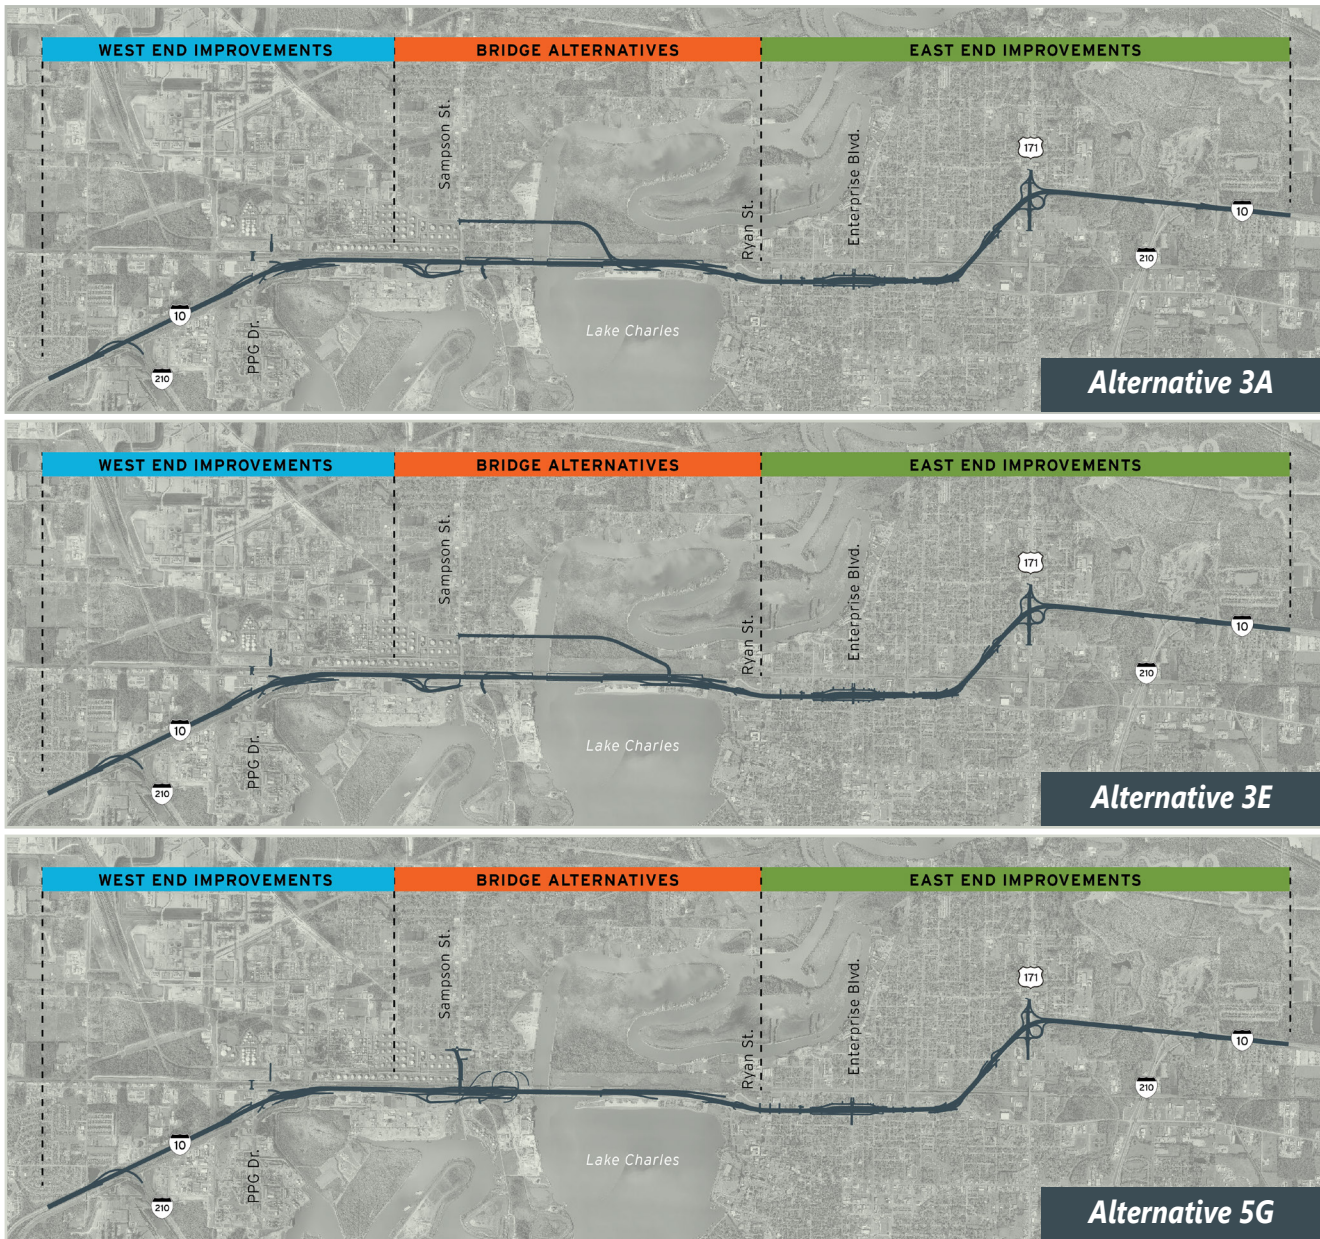 WEST END IMPROVEMENTS
BRIDGE ALTERNATIVES
EAST END IMPROVEMENTS
Sampson St.
Ryan St.
Enterprise Blvd.
171
10
210
Lake Charles
10
PPG Dr.
210
Alternative 3A
WEST END IMPROVEMENTS
BRIDGE ALTERNATIVES
EAST END IMPROVEMENTS
Sampson St.
Ryan St.
Enterprise Blvd.
171
10
210
Lake Charles
10
PPG Dr.
210
Alternative 3E
WEST END IMPROVEMENTS
BRIDGE ALTERNATIVES
EAST END IMPROVEMENTS
Sampson St.
Ryan St.
Enterprise Blvd.
171
10
210
Lake Charles
10
PPG Dr.
210
Alternative 5G